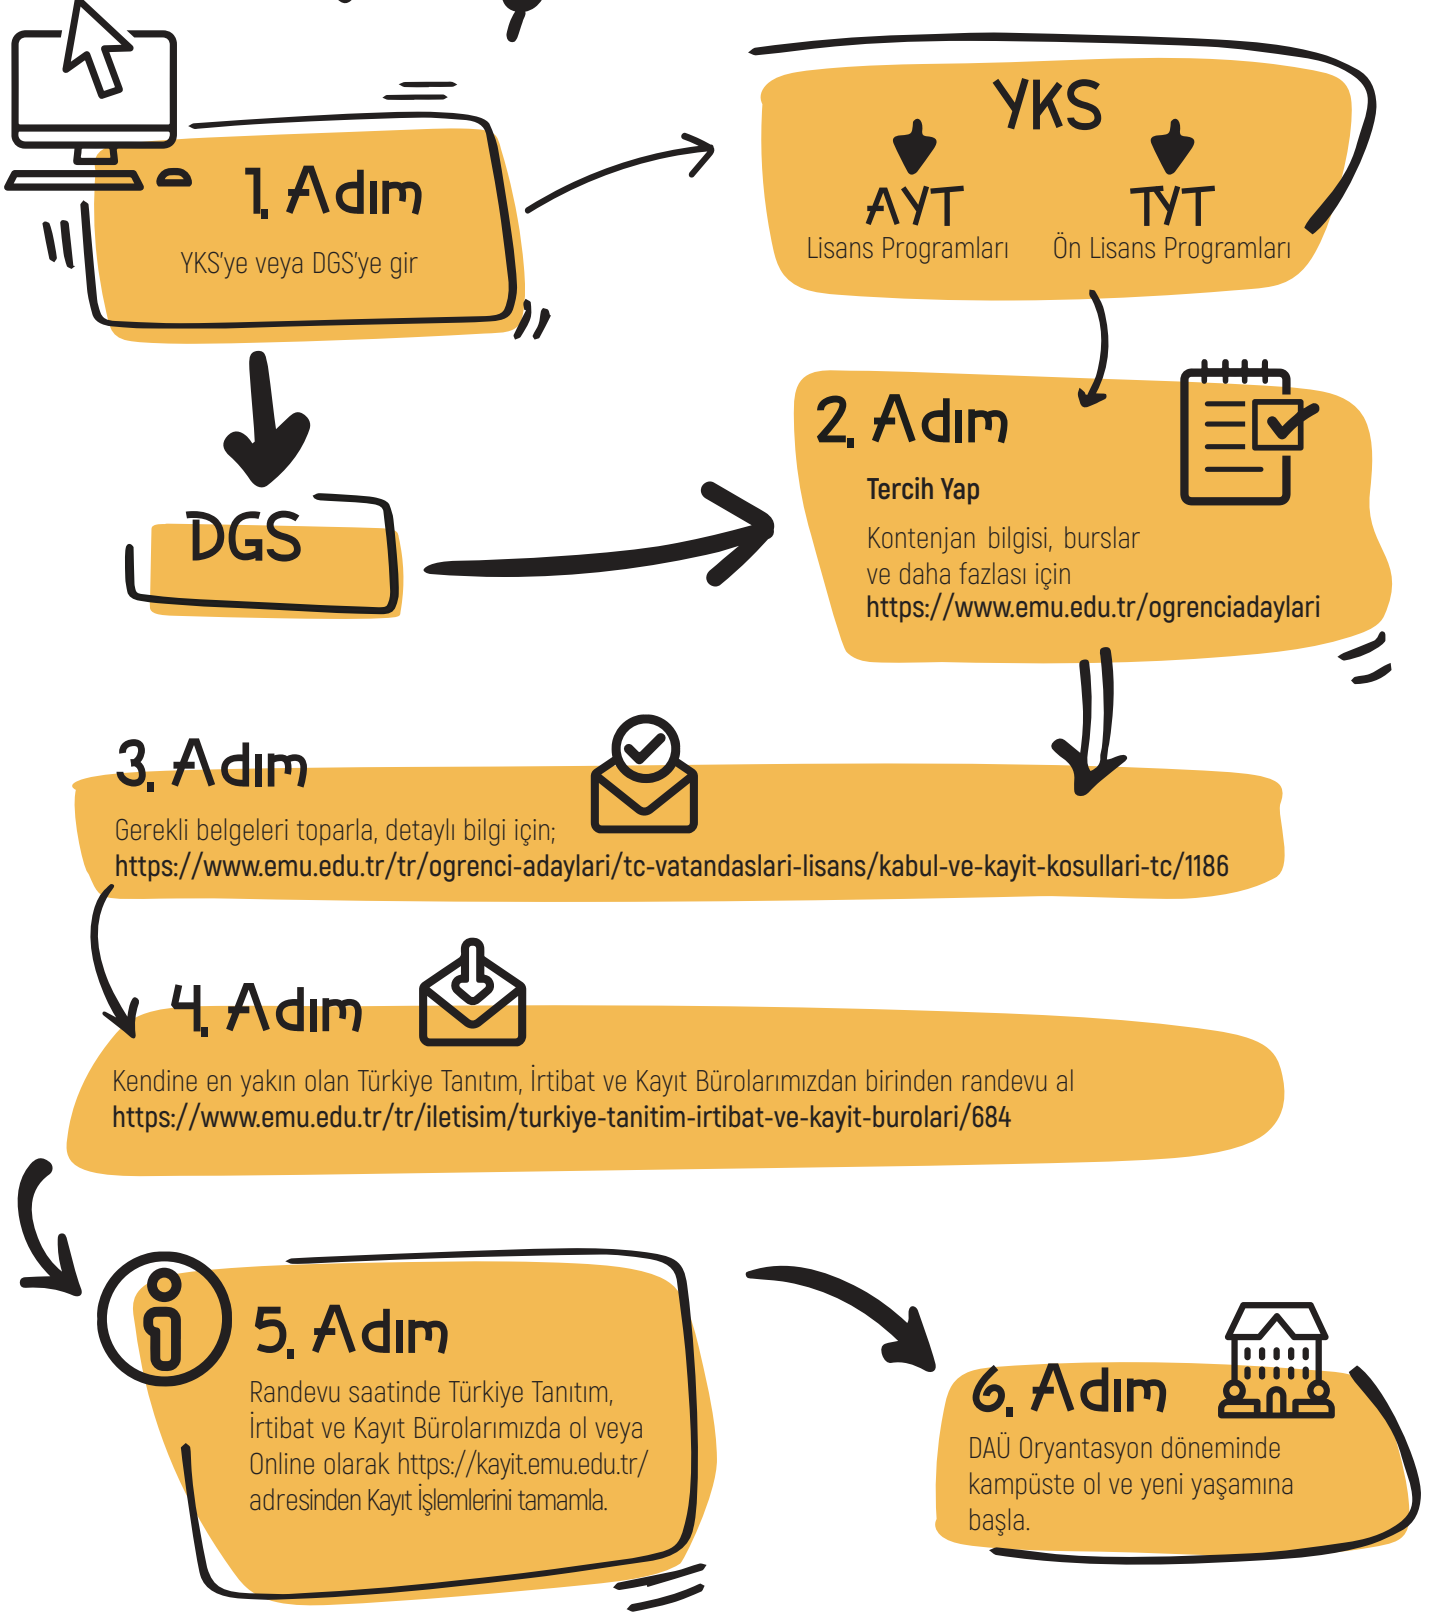 1. Adım
YKS'ye veya DGS'ye gir
YKS
AYT
Lisans Programları
TYT
Ön Lisans Programları
DGS
2. Adım
Tercih Yap
Kontenjan bilgisi, burslar
ve daha fazlası için
https://www.emu.edu.tr/ogrenciadaylari
3. Adım
Gerekli belgeleri toparla, detaylı bilgi için;
https://www.emu.edu.tr/tr/ogrenci-adaylari/tc-vatandaslari-lisans/kabul-ve-kayit-kosullari-tc/1186
4. Adım
Kendine en yakın olan Türkiye Tanıtım, İrtibat ve Kayıt Bürolarımızdan birinden randevu al
https://www.emu.edu.tr/tr/iletisim/turkiye-tanitim-irtibat-ve-kayit-burolari/684
5. Adım
Randevu saatinde Türkiye Tanıtım,
İrtibat ve Kayıt Bürolarımızda ol veya
Online olarak https://kayit.emu.edu.tr/
adresinden Kayıt İşlemlerini tamamla.
6. Adım
DAÜ Oryantasyon döneminde
kampüste ol ve yeni yaşamına
başla.